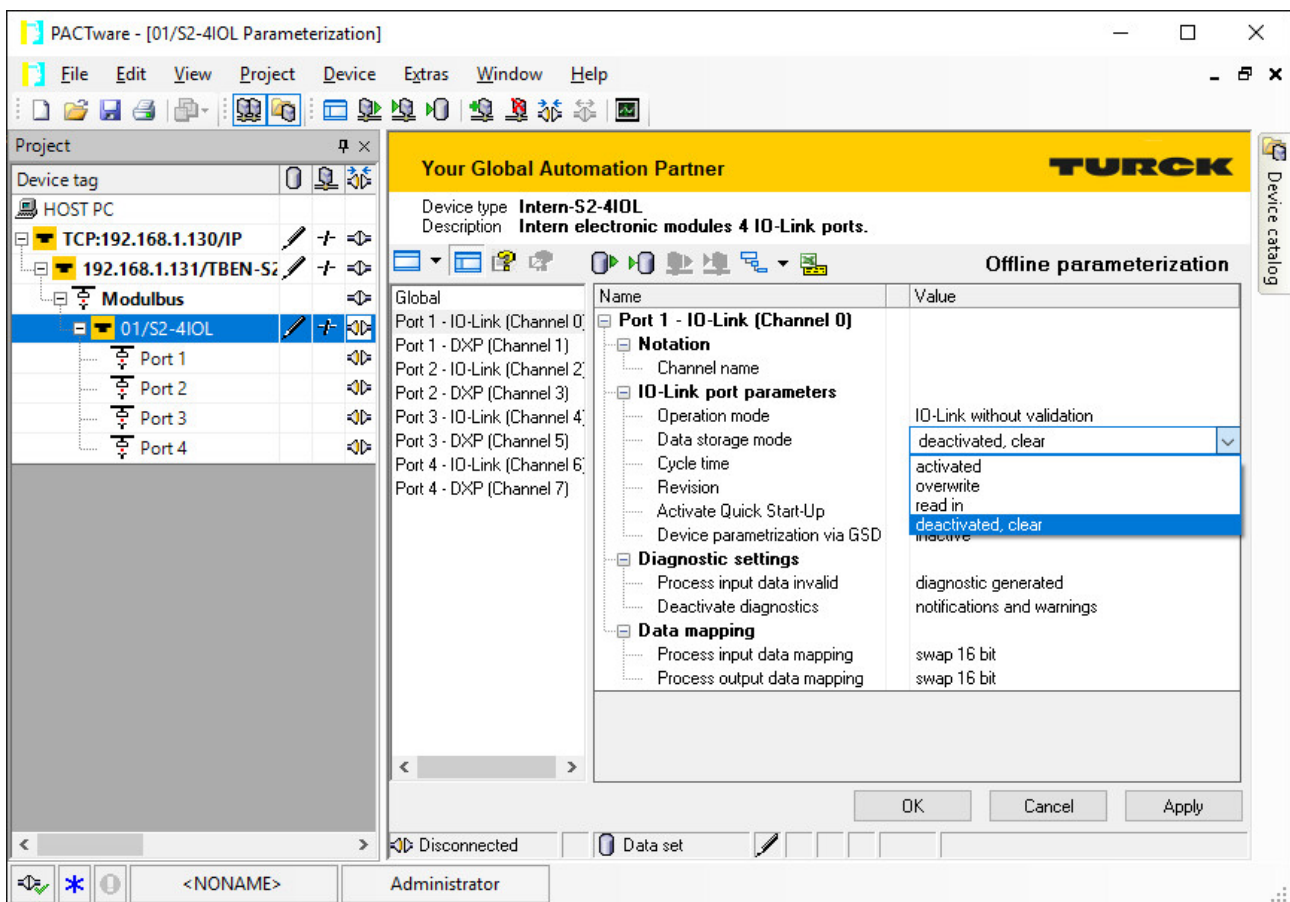 PACTware - [01/S2-4IOL Parameterization]
File Edit View Project Device Extras Window Help
Project
Device tag
HOST PC
TCP:192.168.1.130/IP
192.168.1.131/TBEN-S2
Modulbus
01/S2-4IOL
Port 1
Port 2
Port 3
Port 4
Your Global Automation Partner
TURCK
Device type Intern-S2-4IOL
Description Intern electronic modules 4 IO-Link ports.
Offline parameterization
Global
Port 1 - IO-Link (Channel 0)
Port 1 - DXP (Channel 1)
Port 2 - IO-Link (Channel 2)
Port 2 - DXP (Channel 3)
Port 3 - IO-Link (Channel 4)
Port 3 - DXP (Channel 5)
Port 4 - IO-Link (Channel 6)
Port 4 - DXP (Channel 7)
Name Value
Port 1 - IO-Link (Channel 0)
Notation
Channel name
IO-Link port parameters
Operation mode IO-Link without validation
Data storage mode deactivated, clear
Cycle time activated
overwrite
Revision
read in
Activate Quick Start-Up
deactivated, clear
Device parametrization via GSD inactive
Diagnostic settings
Process input data invalid diagnostic generated
Deactivate diagnostics notifications and warnings
Data mapping
Process input data mapping swap 16 bit
Process output data mapping swap 16 bit
OK Cancel Apply
Disconnected Data set
<NONAME> Administrator
Device catalog